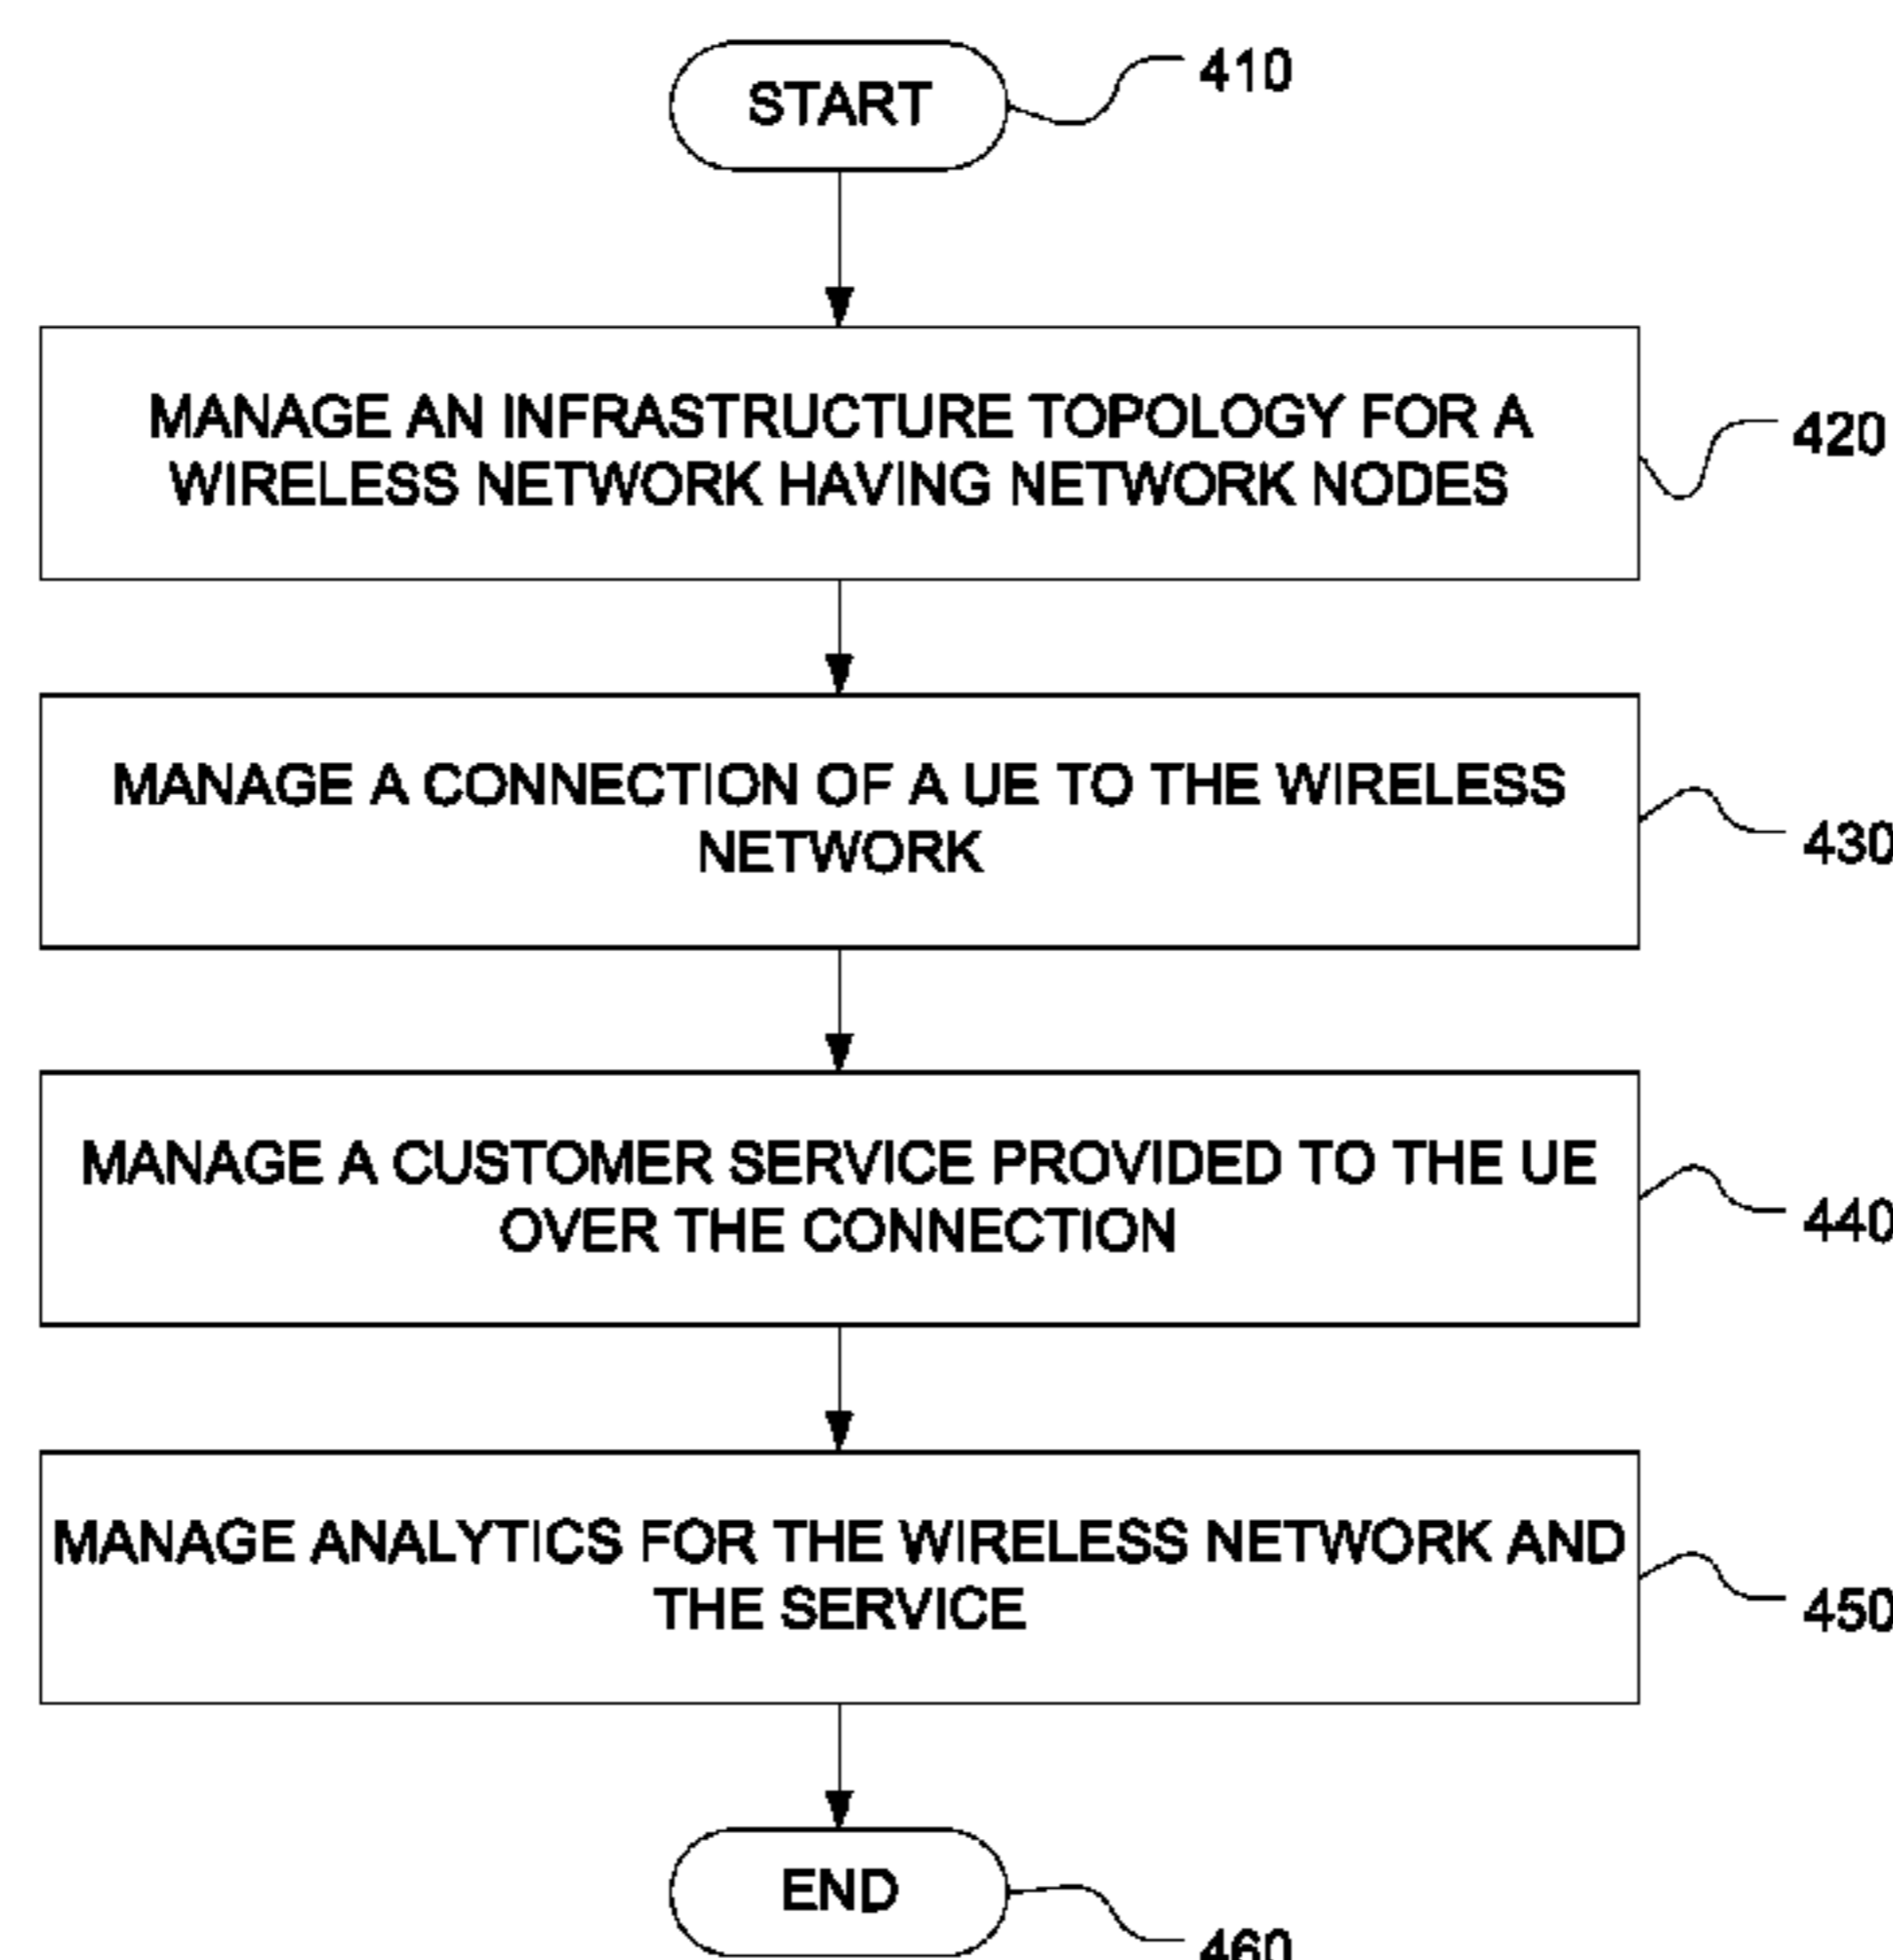 START
410
MANAGE AN INFRASTRUCTURE TOPOLOGY FOR A
WIRELESS NETWORK HAVING NETWORK NODES
420
MANAGE A CONNECTION OF A UE TO THE WIRELESS
NETWORK
430
MANAGE A CUSTOMER SERVICE PROVIDED TO THE UE
OVER THE CONNECTION
440
MANAGE ANALYTICS FOR THE WIRELESS NETWORK AND
THE SERVICE
450
END
460